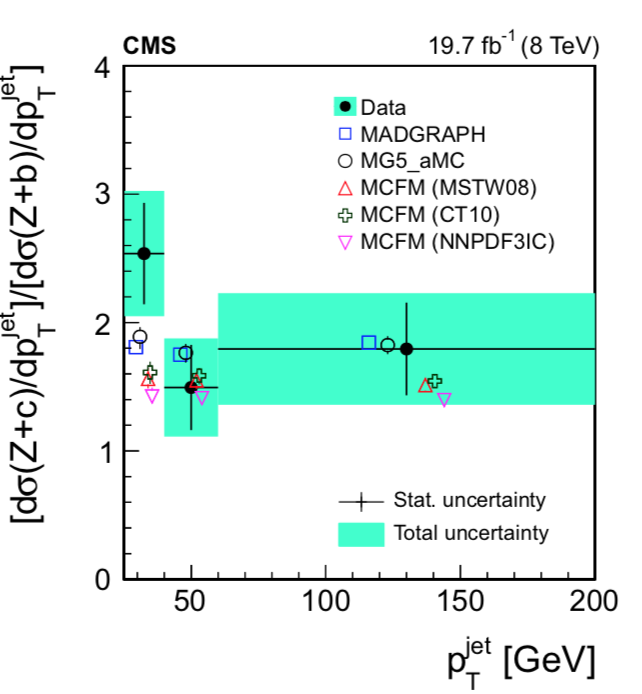 CMS 19.7 fb⁻¹ (8 TeV)
[dσ(Z+c)/dp_T^jet]/[dσ(Z+b)/dp_T^jet]
4
3
2
1
0
Data
MADGRAPH
MG5_aMC
MCFM (MSTW08)
MCFM (CT10)
MCFM (NNPDF3IC)
Stat. uncertainty
Total uncertainty
50 100 150 200
p_T^jet [GeV]